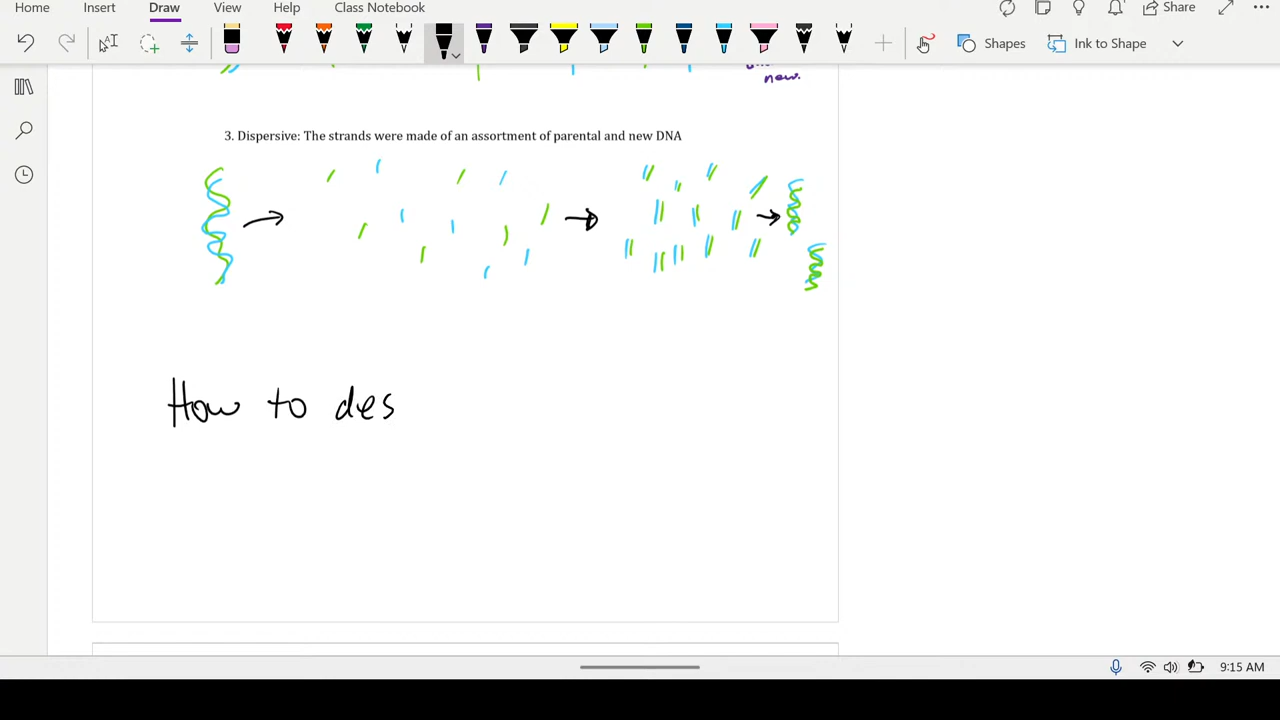 Home Insert Draw View Help Class Notebook Share
Shapes Ink to Shape
new.
3. Dispersive: The strands were made of an assortment of parental and new DNA
How to des
9:15 AM